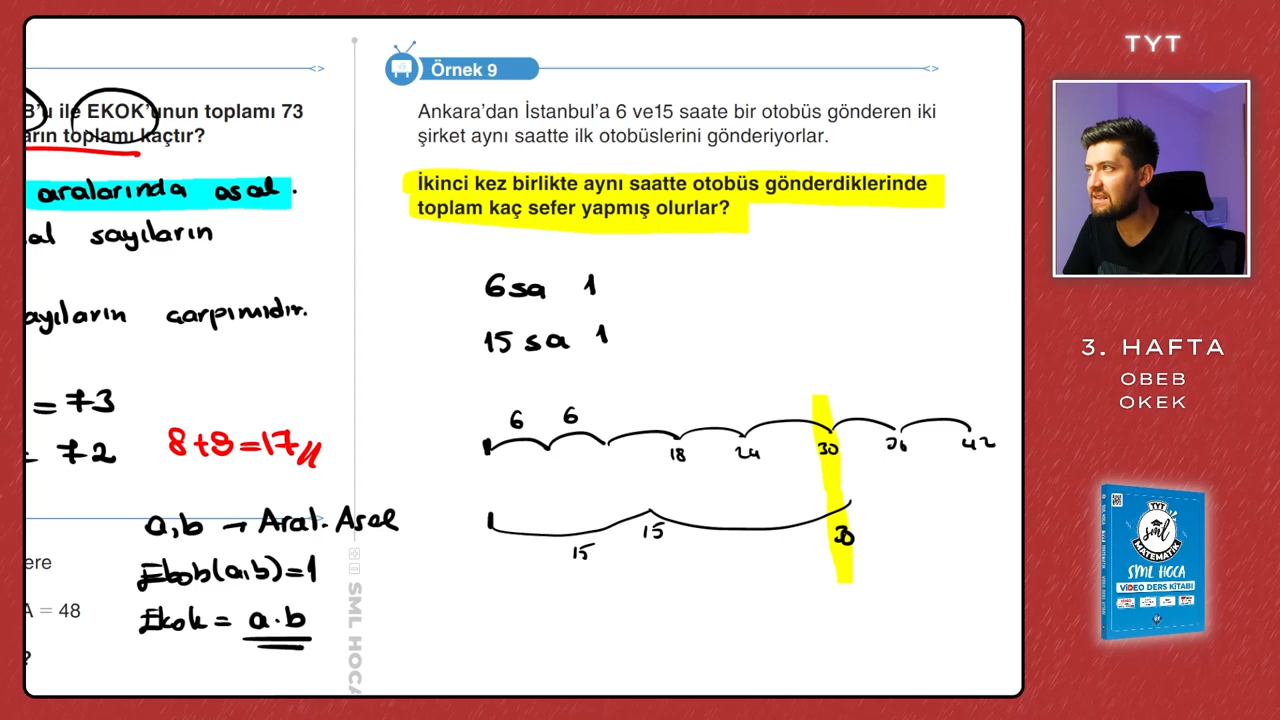 B'u ile EKOK'unun toplamı 73
arın toplamı kaçtır?
aralarında asal.
al sayıların
ayıların çarpımıdır.
= 73
= 72
8+9=17
a,b → Aral. Asal
Ebob(a,b)=1
Ekok = a.b
ere
A = 48
?
SML HOCA
Örnek 9
Ankara'dan İstanbul'a 6 ve15 saate bir otobüs gönderen iki
şirket aynı saatte ilk otobüslerini gönderiyorlar.
İkinci kez birlikte aynı saatte otobüs gönderdiklerinde
toplam kaç sefer yapmış olurlar?
6sa 1
15 sa 1
6 6
18 24 30 36 42
15 15 30
TYT
3. HAFTA
OBEB
OKEK
TYT
sml
MATEMATİK
SML HOCA
VİDEO DERS KİTABI